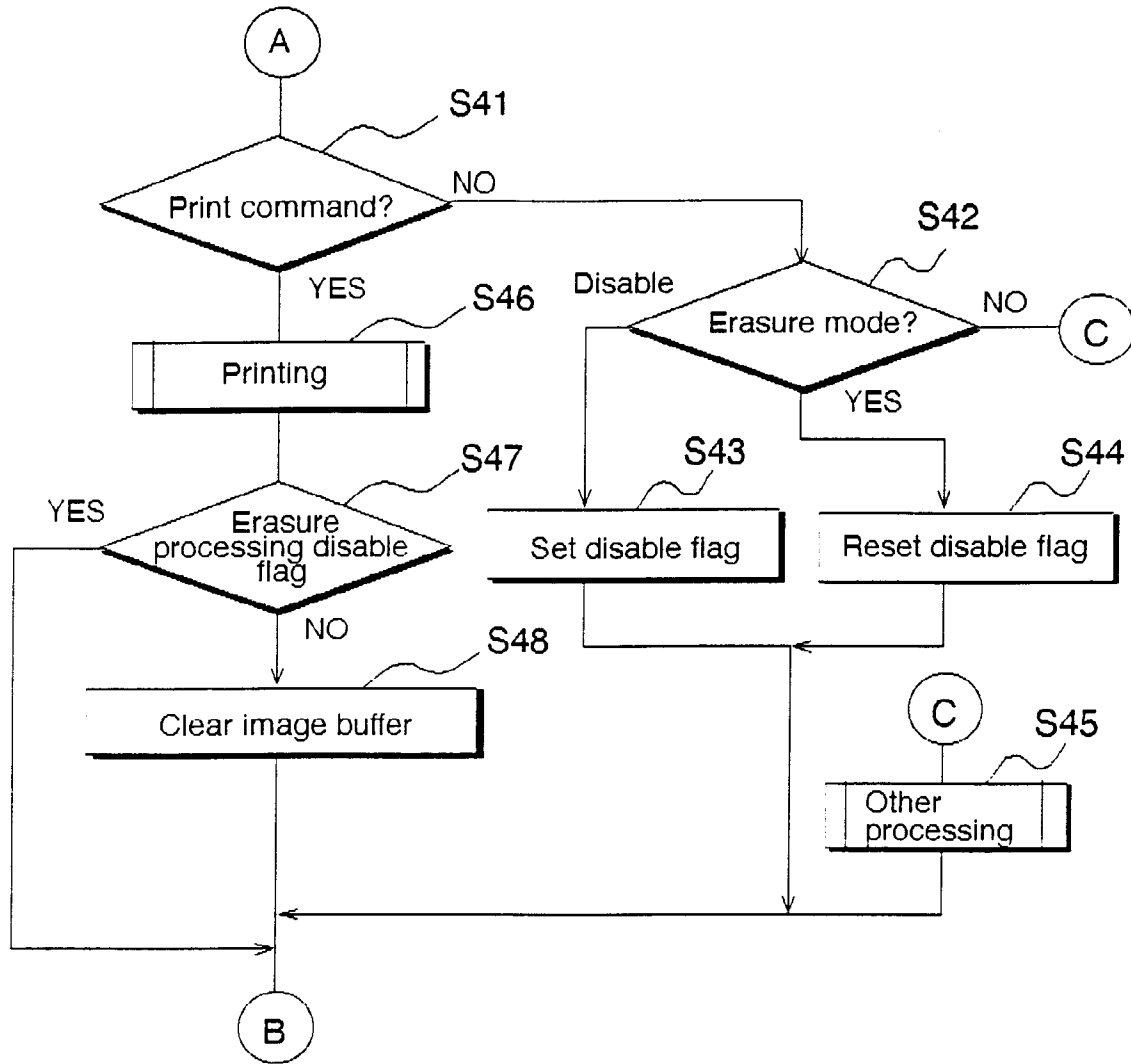 A
S41
Print command?
NO
YES
S42
Disable
Erasure mode?
NO
C
YES
S46
Printing
S47
YES
Erasure
processing disable
flag
NO
S43
Set disable flag
S44
Reset disable flag
S48
Clear image buffer
C
S45
Other
processing
B